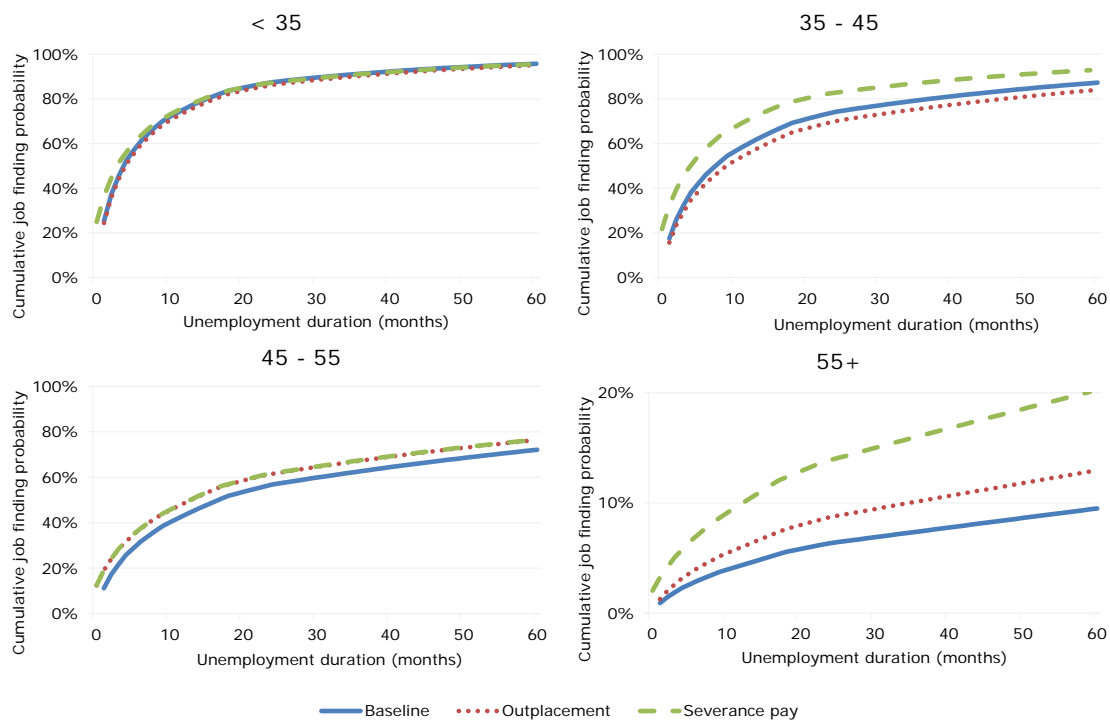 < 35
Cumulative job finding probability
100%
80%
60%
40%
20%
0%
0 10 20 30 40 50 60
Unemployment duration (months)
35 - 45
Cumulative job finding probability
100%
80%
60%
40%
20%
0%
0 10 20 30 40 50 60
Unemployment duration (months)
45 - 55
Cumulative job finding probability
100%
80%
60%
40%
20%
0%
0 10 20 30 40 50 60
Unemployment duration (months)
55+
Cumulative job finding probability
20%
10%
0%
0 10 20 30 40 50 60
Unemployment duration (months)
Baseline Outplacement Severance pay